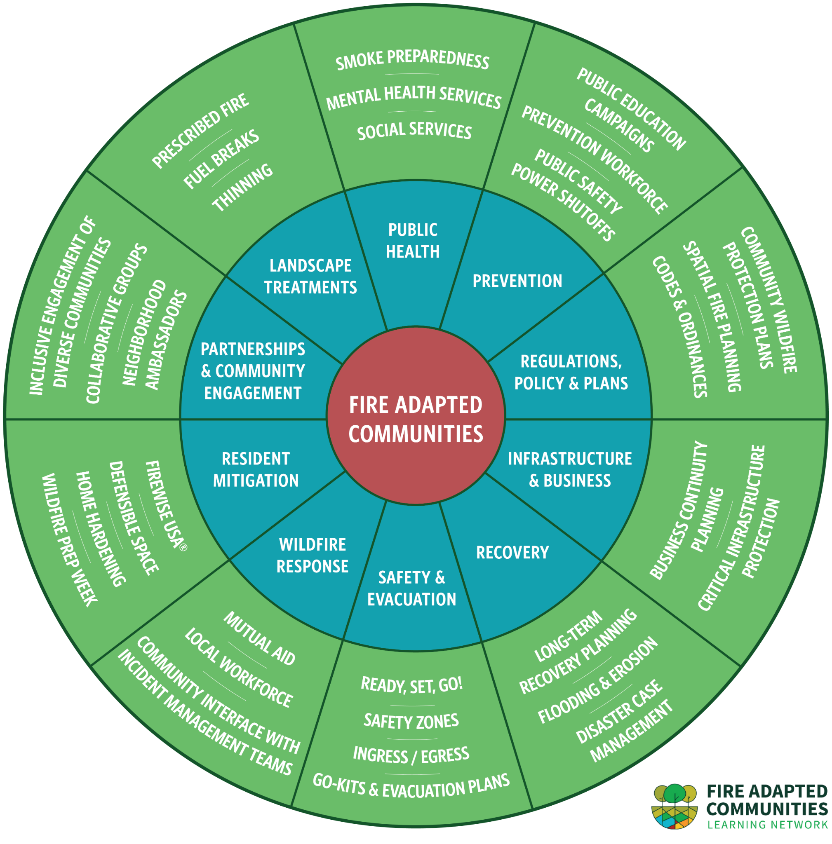 FIRE ADAPTED
COMMUNITIES
PUBLIC
HEALTH
SMOKE PREPAREDNESS
MENTAL HEALTH SERVICES
SOCIAL SERVICES
PREVENTION
PUBLIC EDUCATION
CAMPAIGNS
PREVENTION WORKFORCE
PUBLIC SAFETY
POWER SHUTOFFS
REGULATIONS,
POLICY & PLANS
COMMUNITY WILDFIRE
PROTECTION PLANS
SPATIAL FIRE PLANNING
CODES & ORDINANCES
INFRASTRUCTURE
& BUSINESS
BUSINESS CONTINUITY
PLANNING
CRITICAL INFRASTRUCTURE
PROTECTION
RECOVERY
LONG-TERM
RECOVERY PLANNING
FLOODING & EROSION
DISASTER CASE
MANAGEMENT
SAFETY &
EVACUATION
READY, SET, GO!
SAFETY ZONES
INGRESS / EGRESS
GO-KITS & EVACUATION PLANS
WILDFIRE
RESPONSE
MUTUAL AID
LOCAL WORKFORCE
COMMUNITY INTERFACE WITH
INCIDENT MANAGEMENT TEAMS
RESIDENT
MITIGATION
FIREWISE USA®
DEFENSIBLE SPACE
HOME HARDENING
WILDFIRE PREP WEEK
PARTNERSHIPS
& COMMUNITY
ENGAGEMENT
INCLUSIVE ENGAGEMENT OF
DIVERSE COMMUNITIES
COLLABORATIVE GROUPS
NEIGHBORHOOD
AMBASSADORS
LANDSCAPE
TREATMENTS
PRESCRIBED FIRE
FUEL BREAKS
THINNING
FIRE ADAPTED
COMMUNITIES
LEARNING NETWORK